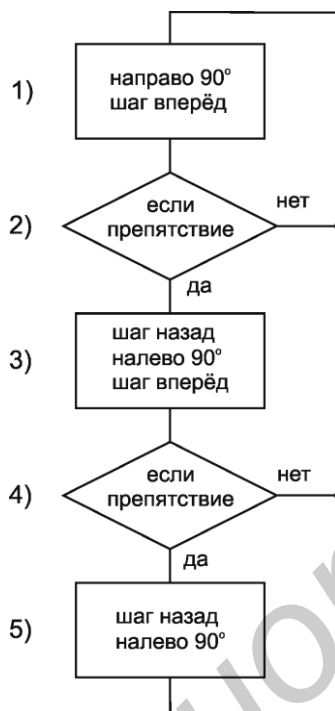 1)
направо 90°
шаг вперёд
2)
если
препятствие
нет
да
3)
шаг назад
налево 90°
шаг вперёд
4)
если
препятствие
нет
да
5)
шаг назад
налево 90°